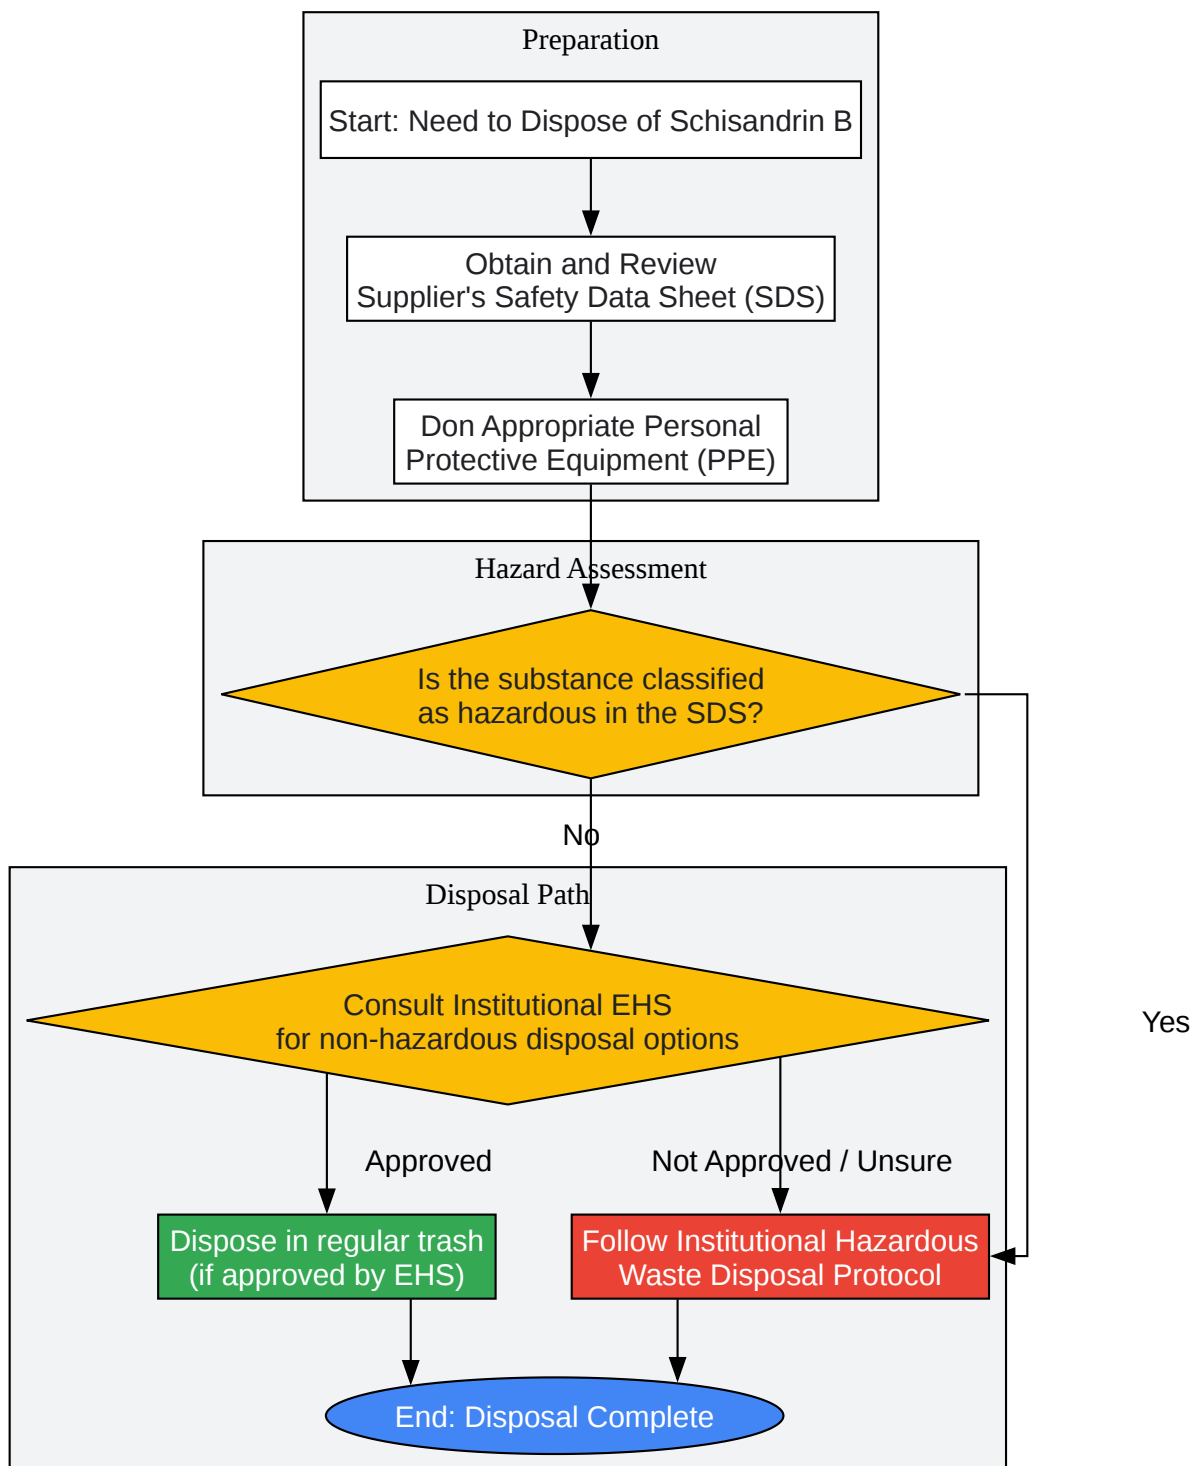 Preparation
Start: Need to Dispose of Schisandrin B
Obtain and Review
Supplier's Safety Data Sheet (SDS)
Don Appropriate Personal
Protective Equipment (PPE)
Hazard Assessment
Is the substance classified
as hazardous in the SDS?
No
Disposal Path
Consult Institutional EHS
for non-hazardous disposal options
Yes
Approved
Not Approved / Unsure
Dispose in regular trash
(if approved by EHS)
Follow Institutional Hazardous
Waste Disposal Protocol
End: Disposal Complete